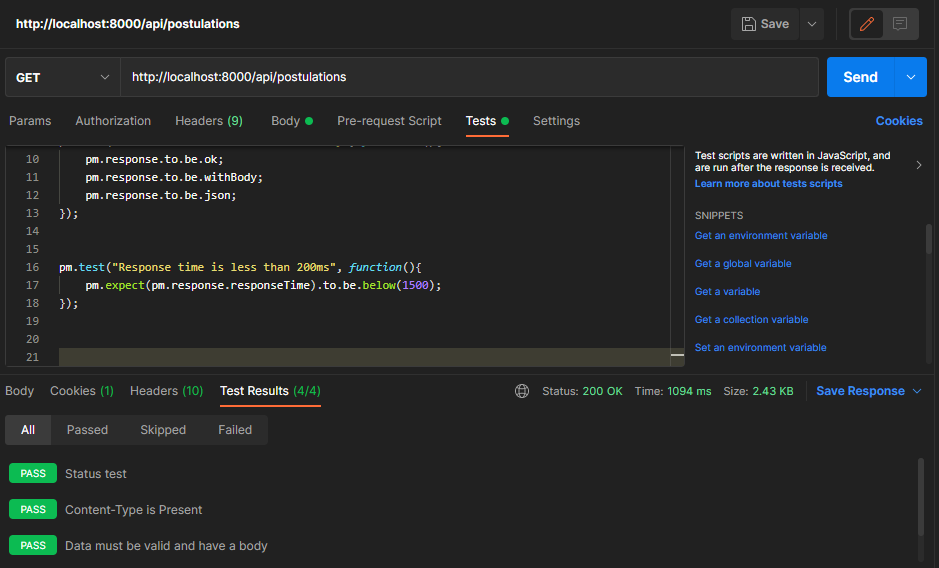 http://localhost:8000/api/postulations
Save
GET
http://localhost:8000/api/postulations
Send
Params
Authorization
Headers (9)
Body
Pre-request Script
Tests
Settings
Cookies
10 pm.response.to.be.ok;
11 pm.response.to.be.withBody;
12 pm.response.to.be.json;
13 });
14
15
16 pm.test("Response time is less than 200ms", function(){
17 pm.expect(pm.response.responseTime).to.be.below(1500);
18 });
19
20
21
Test scripts are written in JavaScript, and
are run after the response is received.
Learn more about tests scripts
SNIPPETS
Get an environment variable
Get a global variable
Get a variable
Get a collection variable
Set an environment variable
Body
Cookies (1)
Headers (10)
Test Results (4/4)
Status: 200 OK
Time: 1094 ms
Size: 2.43 KB
Save Response
All
Passed
Skipped
Failed
PASS Status test
PASS Content-Type is Present
PASS Data must be valid and have a body